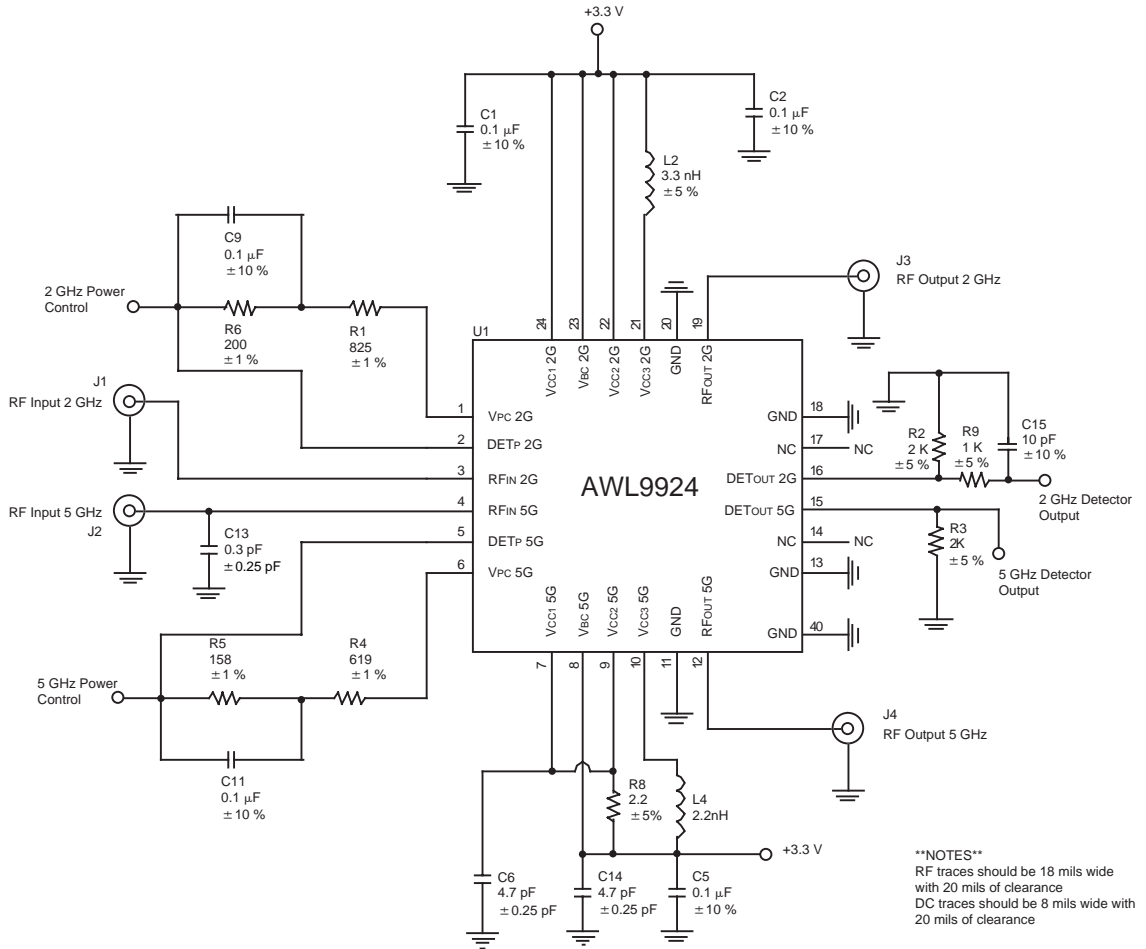 +3.3 V
C1
0.1 µF
±10 %
C2
0.1 µF
±10 %
L2
3.3 nH
±5 %
C9
0.1 µF
±10 %
2 GHz Power
Control
R6
200
±1 %
R1
825
±1 %
J3
RF Output 2 GHz
U1
24
23
22
21
20
19
VCC1 2G
VBC 2G
VCC2 2G
VCC3 2G
GND
RFOUT 2G
J1
RF Input 2 GHz
RF Input 5 GHz
J2
C13
0.3 pF
±0.25 pF
1
2
3
4
5
6
VPC 2G
DETP 2G
RFIN 2G
RFIN 5G
DETP 5G
VPC 5G
AWL9924
GND
NC
DETOUT 2G
DETOUT 5G
NC
GND
GND
18
17
16
15
14
13
40
NC
NC
R2
2 K
±5 %
R9
1 K
±5 %
C15
10 pF
±10 %
2 GHz Detector
Output
R3
2K
±5 %
5 GHz Detector
Output
VCC1 5G
VBC 5G
VCC2 5G
VCC3 5G
GND
RFOUT 5G
7
8
9
10
11
12
R5
158
±1 %
R4
619
±1 %
5 GHz Power
Control
C11
0.1 µF
±10 %
J4
RF Output 5 GHz
R8
2.2
±5%
L4
2.2nH
+3.3 V
C6
4.7 pF
±0.25 pF
C14
4.7 pF
±0.25 pF
C5
0.1 µF
±10 %
**NOTES**
RF traces should be 18 mils wide
with 20 mils of clearance
DC traces should be 8 mils wide with
20 mils of clearance